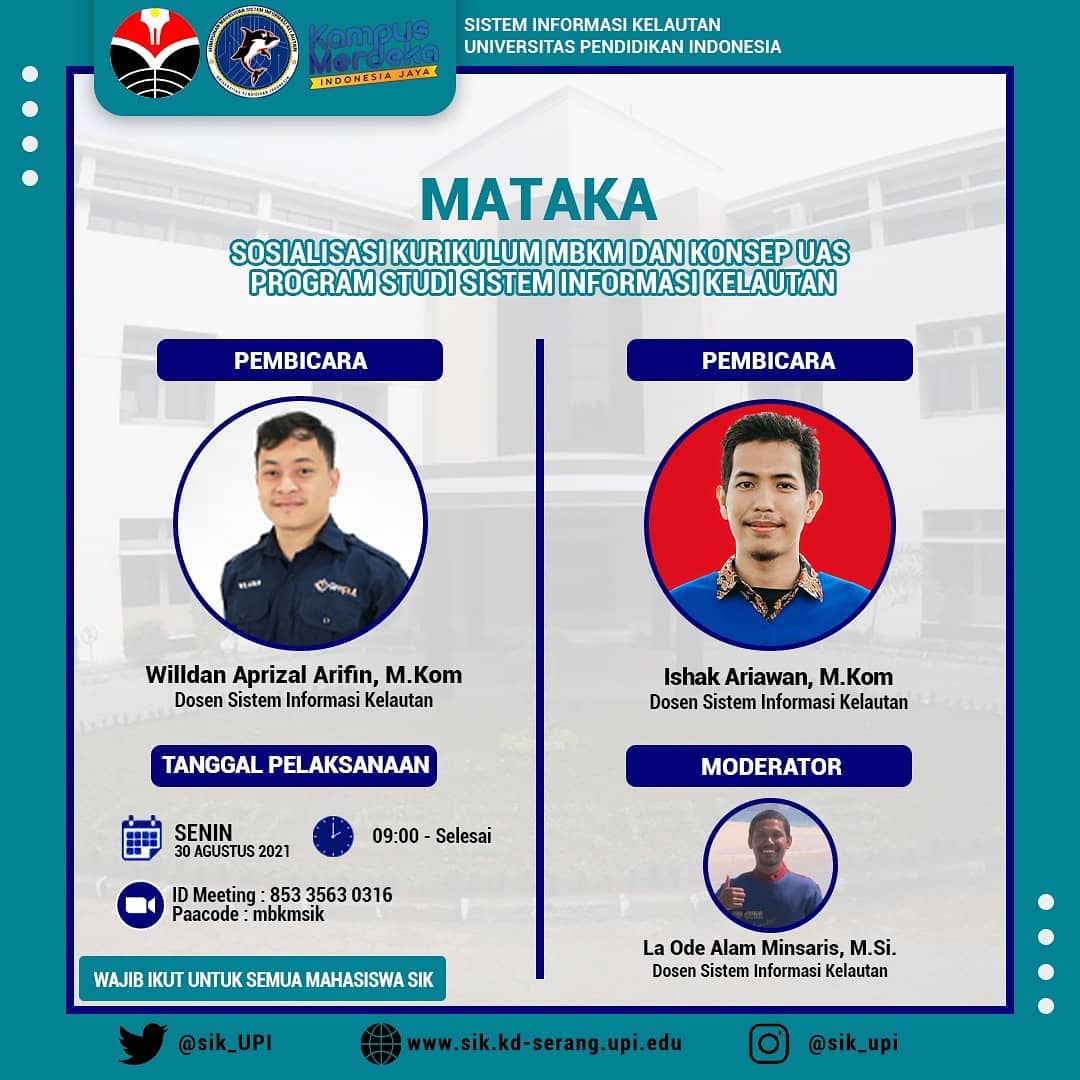 Kampus
Merdeka
INDONESIA JAYA
SISTEM INFORMASI KELAUTAN
UNIVERSITAS PENDIDIKAN INDONESIA
MATAKA
SOSIALISASI KURIKULUM MBKM DAN KONSEP UAS
PROGRAM STUDI SISTEM INFORMASI KELAUTAN
PEMBICARA
Willdan Aprizal Arifin, M.Kom
Dosen Sistem Informasi Kelautan
PEMBICARA
Ishak Ariawan, M.Kom
Dosen Sistem Informasi Kelautan
TANGGAL PELAKSANAAN
SENIN
30 AGUSTUS 2021
09:00 - Selesai
ID Meeting : 853 3563 0316
Paacode : mbkmsik
WAJIB IKUT UNTUK SEMUA MAHASISWA SIK
MODERATOR
La Ode Alam Minsaris, M.Si.
Dosen Sistem Informasi Kelautan
@sik_UPI
www.sik.kd-serang.upi.edu
@sik_upi